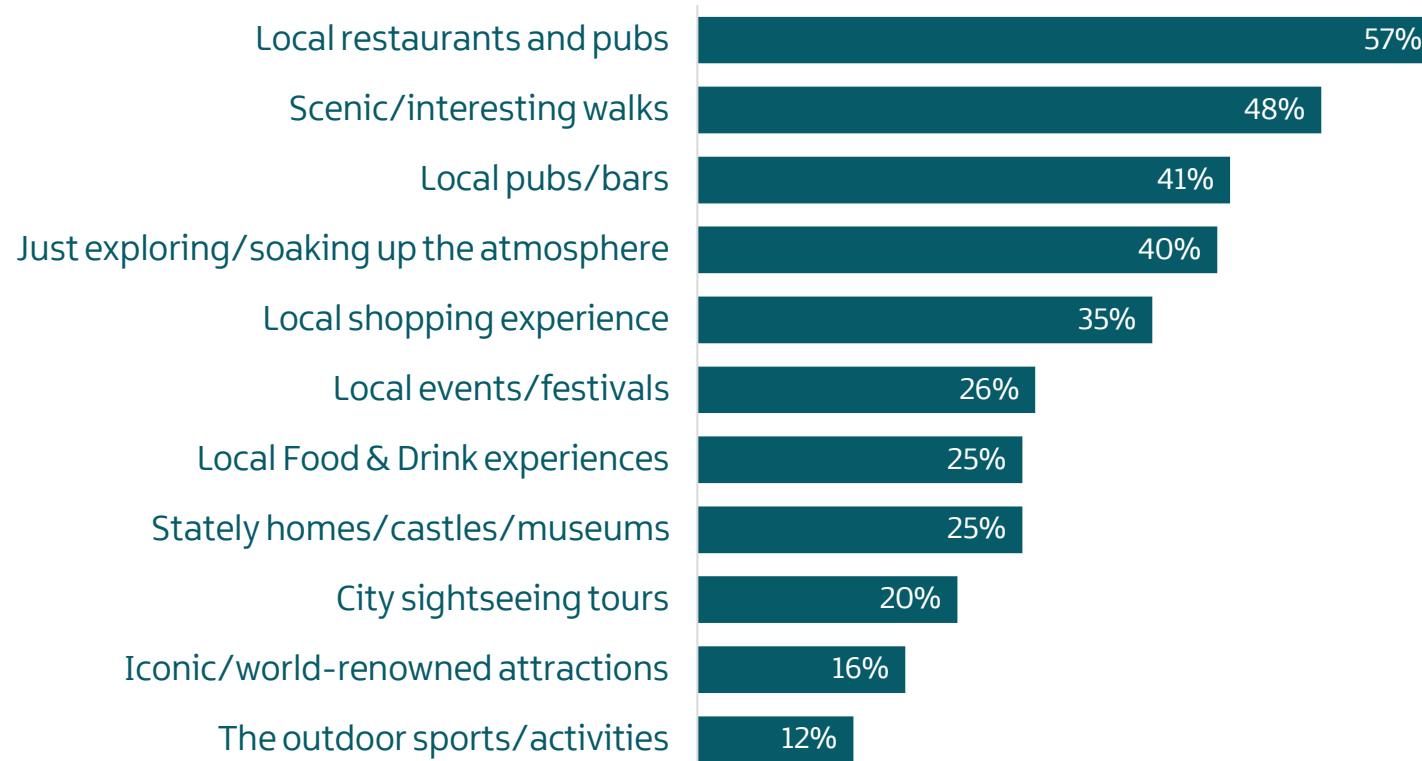 Local restaurants and pubs 57%
Scenic/interesting walks 48%
Local pubs/bars 41%
Just exploring/soaking up the atmosphere 40%
Local shopping experience 35%
Local events/festivals 26%
Local Food & Drink experiences 25%
Stately homes/castles/museums 25%
City sightseeing tours 20%
Iconic/world-renowned attractions 16%
The outdoor sports/activities 12%